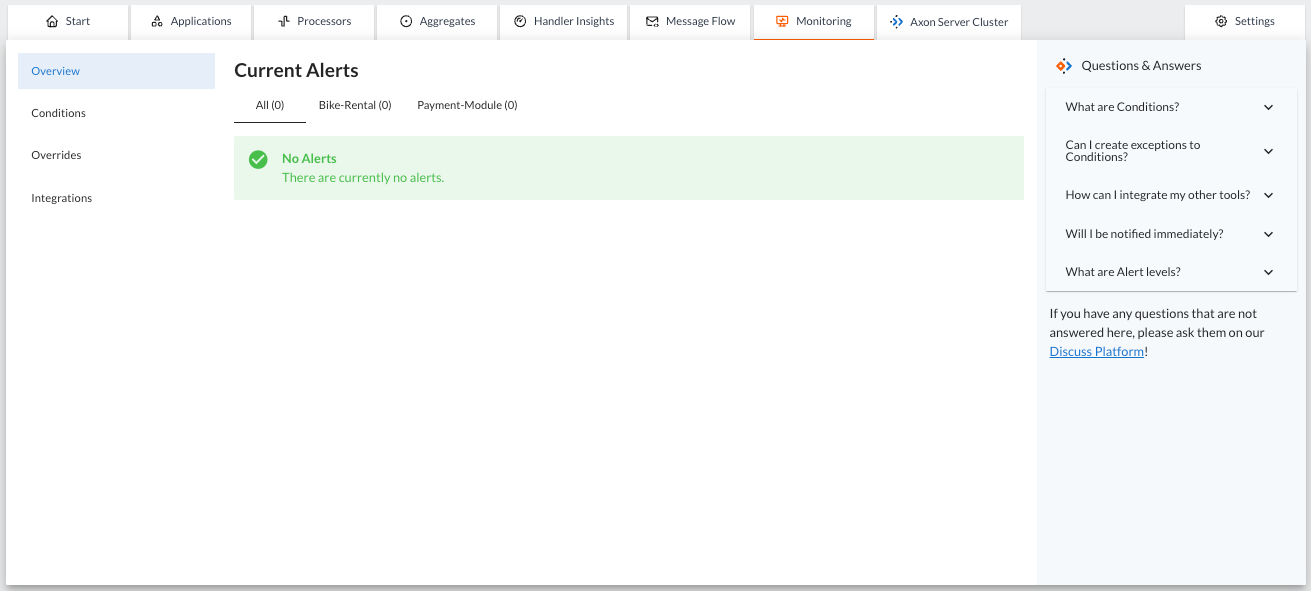 Start
Applications
Processors
Aggregates
Handler Insights
Message Flow
Monitoring
Axon Server Cluster
Settings
Overview
Conditions
Overrides
Integrations
Current Alerts
All (0)
Bike-Rental (0)
Payment-Module (0)
No Alerts
There are currently no alerts.
Questions & Answers
What are Conditions?
Can I create exceptions to
Conditions?
How can I integrate my other tools?
Will I be notified immediately?
What are Alert levels?
If you have any questions that are not
answered here, please ask them on our
Discuss Platform!